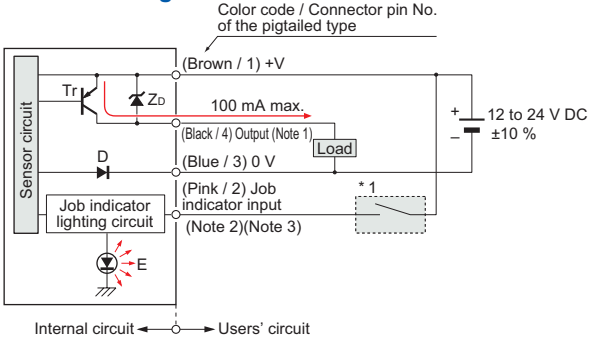 Color code / Connector pin No.
of the pigtailed type
(Brown / 1) +V
Tr
ZD
100 mA max.
+
12 to 24 V DC
–
±10 %
(Black / 4) Output (Note 1)
Load
Sensor circuit
D
(Blue / 3) 0 V
(Pink / 2) Job
indicator input
* 1
Job indicator
lighting circuit
(Note 2)(Note 3)
E
Internal circuit
Users' circuit